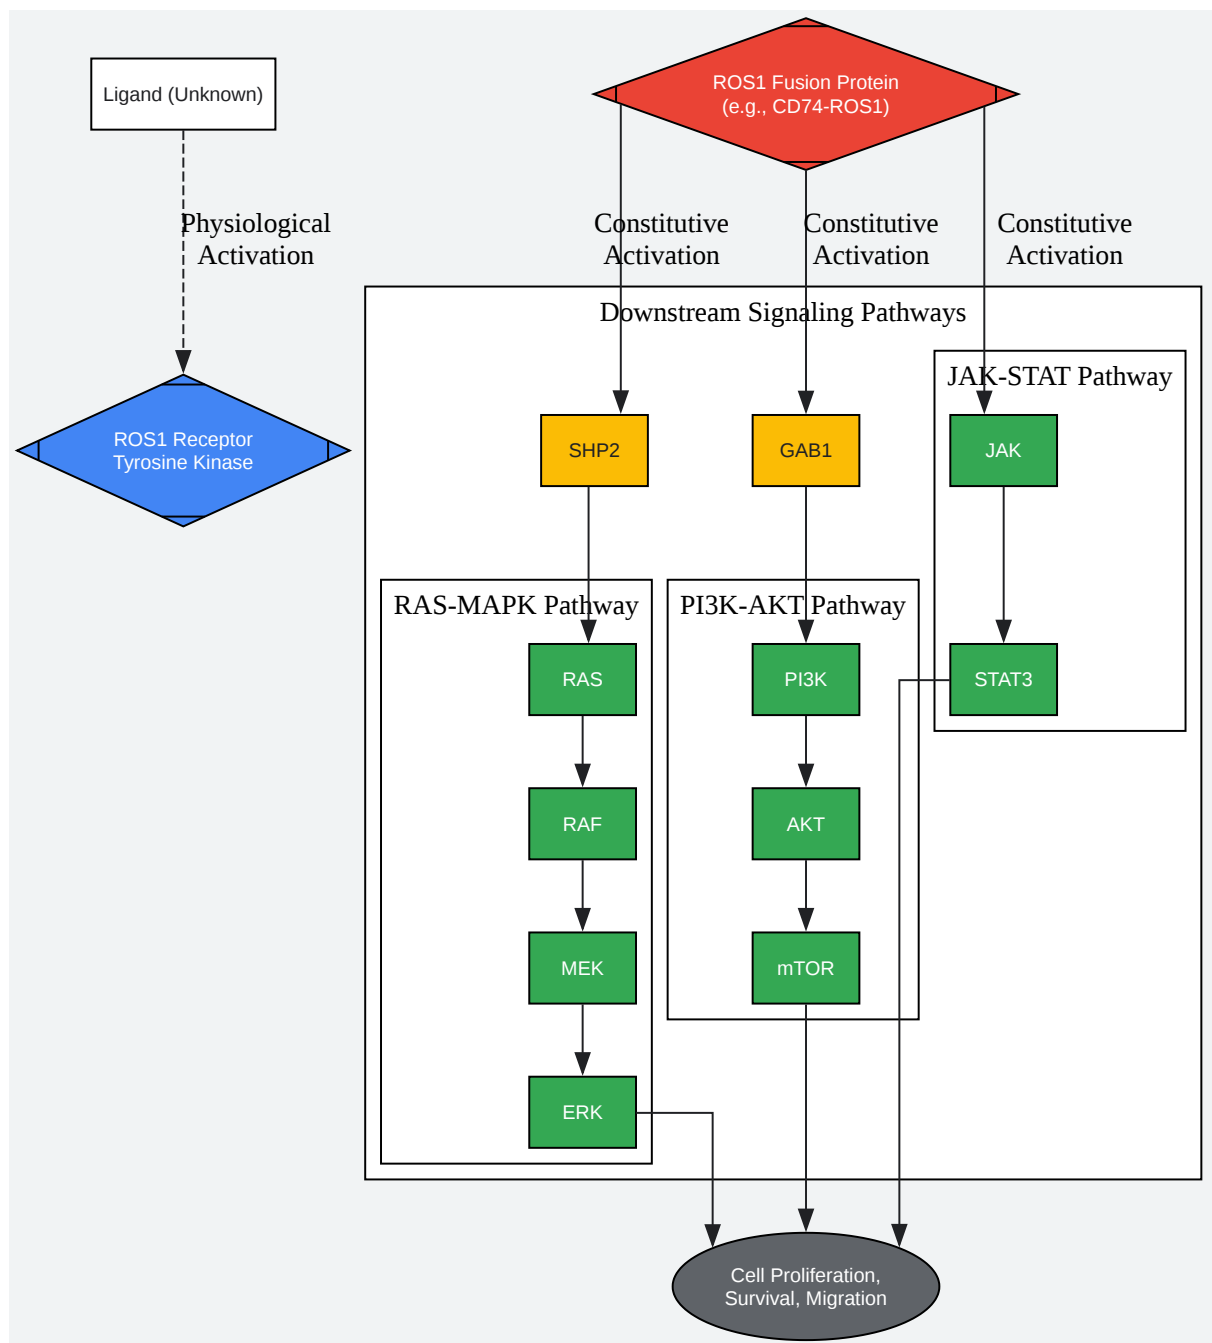 Ligand (Unknown)
ROS1 Fusion Protein
(e.g., CD74-ROS1)
Physiological
Activation
Constitutive
Activation
Constitutive
Activation
Constitutive
Activation
Downstream Signaling Pathways
JAK-STAT Pathway
ROS1 Receptor
Tyrosine Kinase
SHP2
GAB1
JAK
RAS-MAPK Pathway
PI3K-AKT Pathway
RAS
PI3K
STAT3
RAF
AKT
MEK
mTOR
ERK
Cell Proliferation,
Survival, Migration